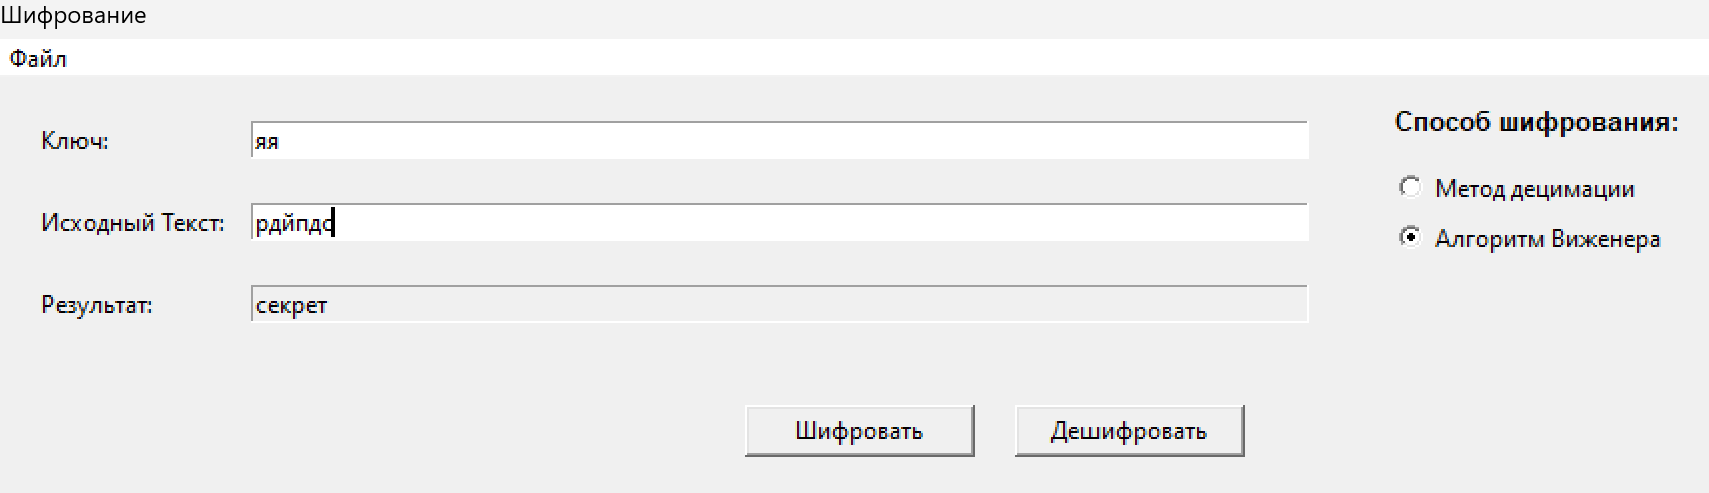 Шифрование
Файл
Ключ: яя
Исходный Текст: рдйпдс
Результат: секрет
Способ шифрования:
Метод децимации
Алгоритм Виженера
Шифровать Дешифровать